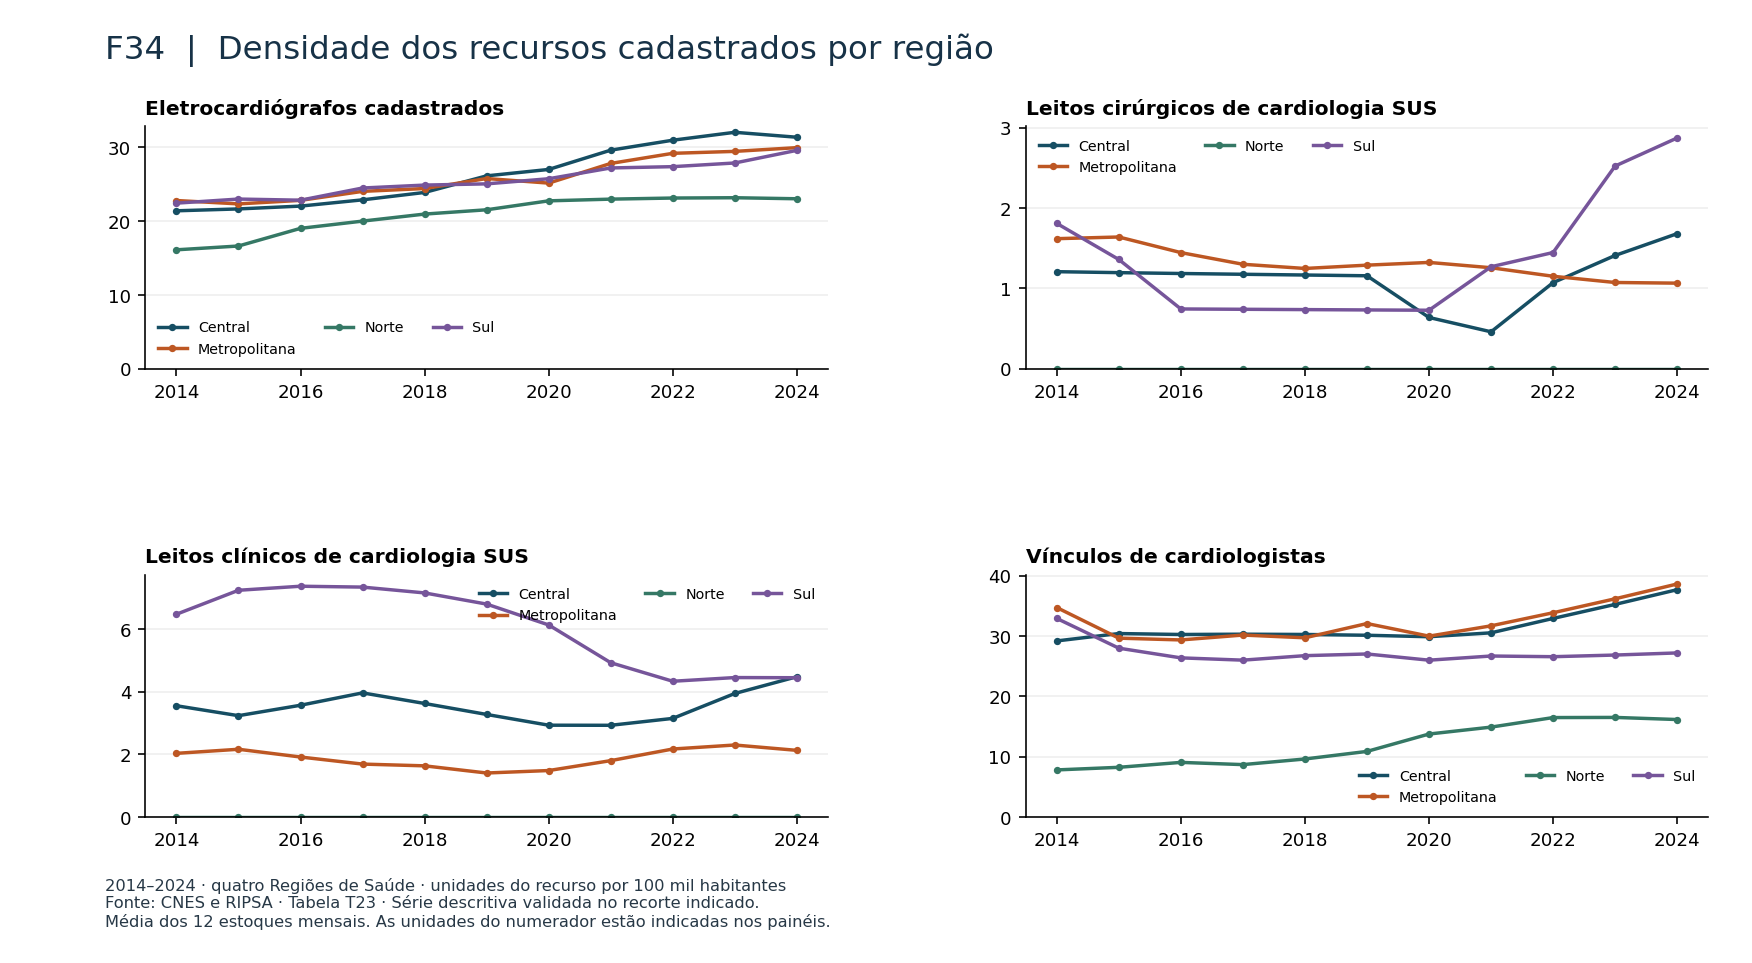 F34 | Densidade dos recursos cadastrados por região
Eletrocardiógrafos cadastrados
30
20
10
0
Central
Norte
Sul
Metropolitana
2014
2016
2018
2020
2022
2024
Leitos cirúrgicos de cardiologia SUS
3
2
1
0
Central
Norte
Sul
Metropolitana
2014
2016
2018
2020
2022
2024
Leitos clínicos de cardiologia SUS
6
4
2
0
Central
Norte
Sul
Metropolitana
2014
2016
2018
2020
2022
2024
Vínculos de cardiologistas
40
30
20
10
0
Central
Norte
Sul
Metropolitana
2014
2016
2018
2020
2022
2024
2014–2024 · quatro Regiões de Saúde · unidades do recurso por 100 mil habitantes
Fonte: CNES e RIPSA · Tabela T23 · Série descritiva validada no recorte indicado.
Média dos 12 estoques mensais. As unidades do numerador estão indicadas nos painéis.